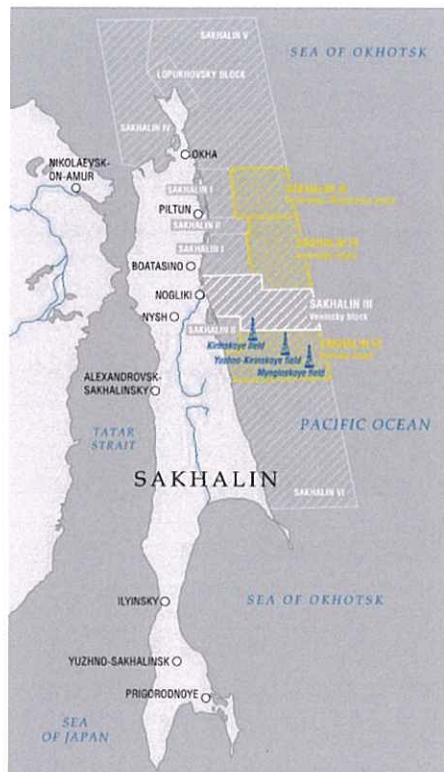 SAKHALIN V
SEA OF OKHOTSK
LOPUKHOVSKY BLOCK
SAKHALIN IV
OKHA
NIKOLAEVSK-
ON-AMUR
SAKHALIN I
PILTUN
SAKHALIN II
SAKHALIN I
BOATASINO
NOGLIKI
SAKHALIN III
Veninsky block
NYSH
SAKHALIN II
Kirinskoye field
Yuzhno-Kirinskoye field
Mynginskoye field
ALEXANDROVSK-
SAKHALINSKY
PACIFIC OCEAN
TATAR
STRAIT
SAKHALIN
SAKHALIN VI
ILYINSKY
SEA OF OKHOTSK
YUZHNO-SAKHALINSK
PRIGORODNOYE
SEA
OF JAPAN